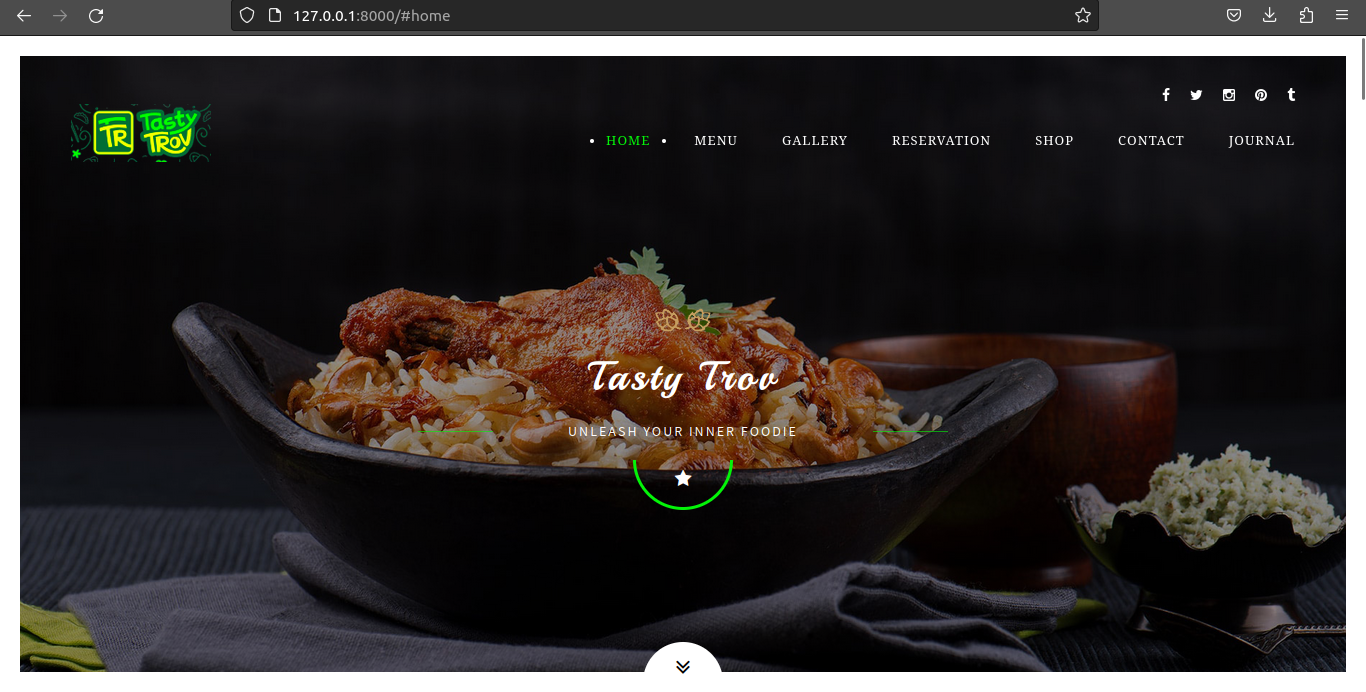 127.0.0.1:8000/#home
TR Tasty
Trov
HOME MENU GALLERY RESERVATION SHOP CONTACT JOURNAL
Tasty Trov
UNLEASH YOUR INNER FOODIE